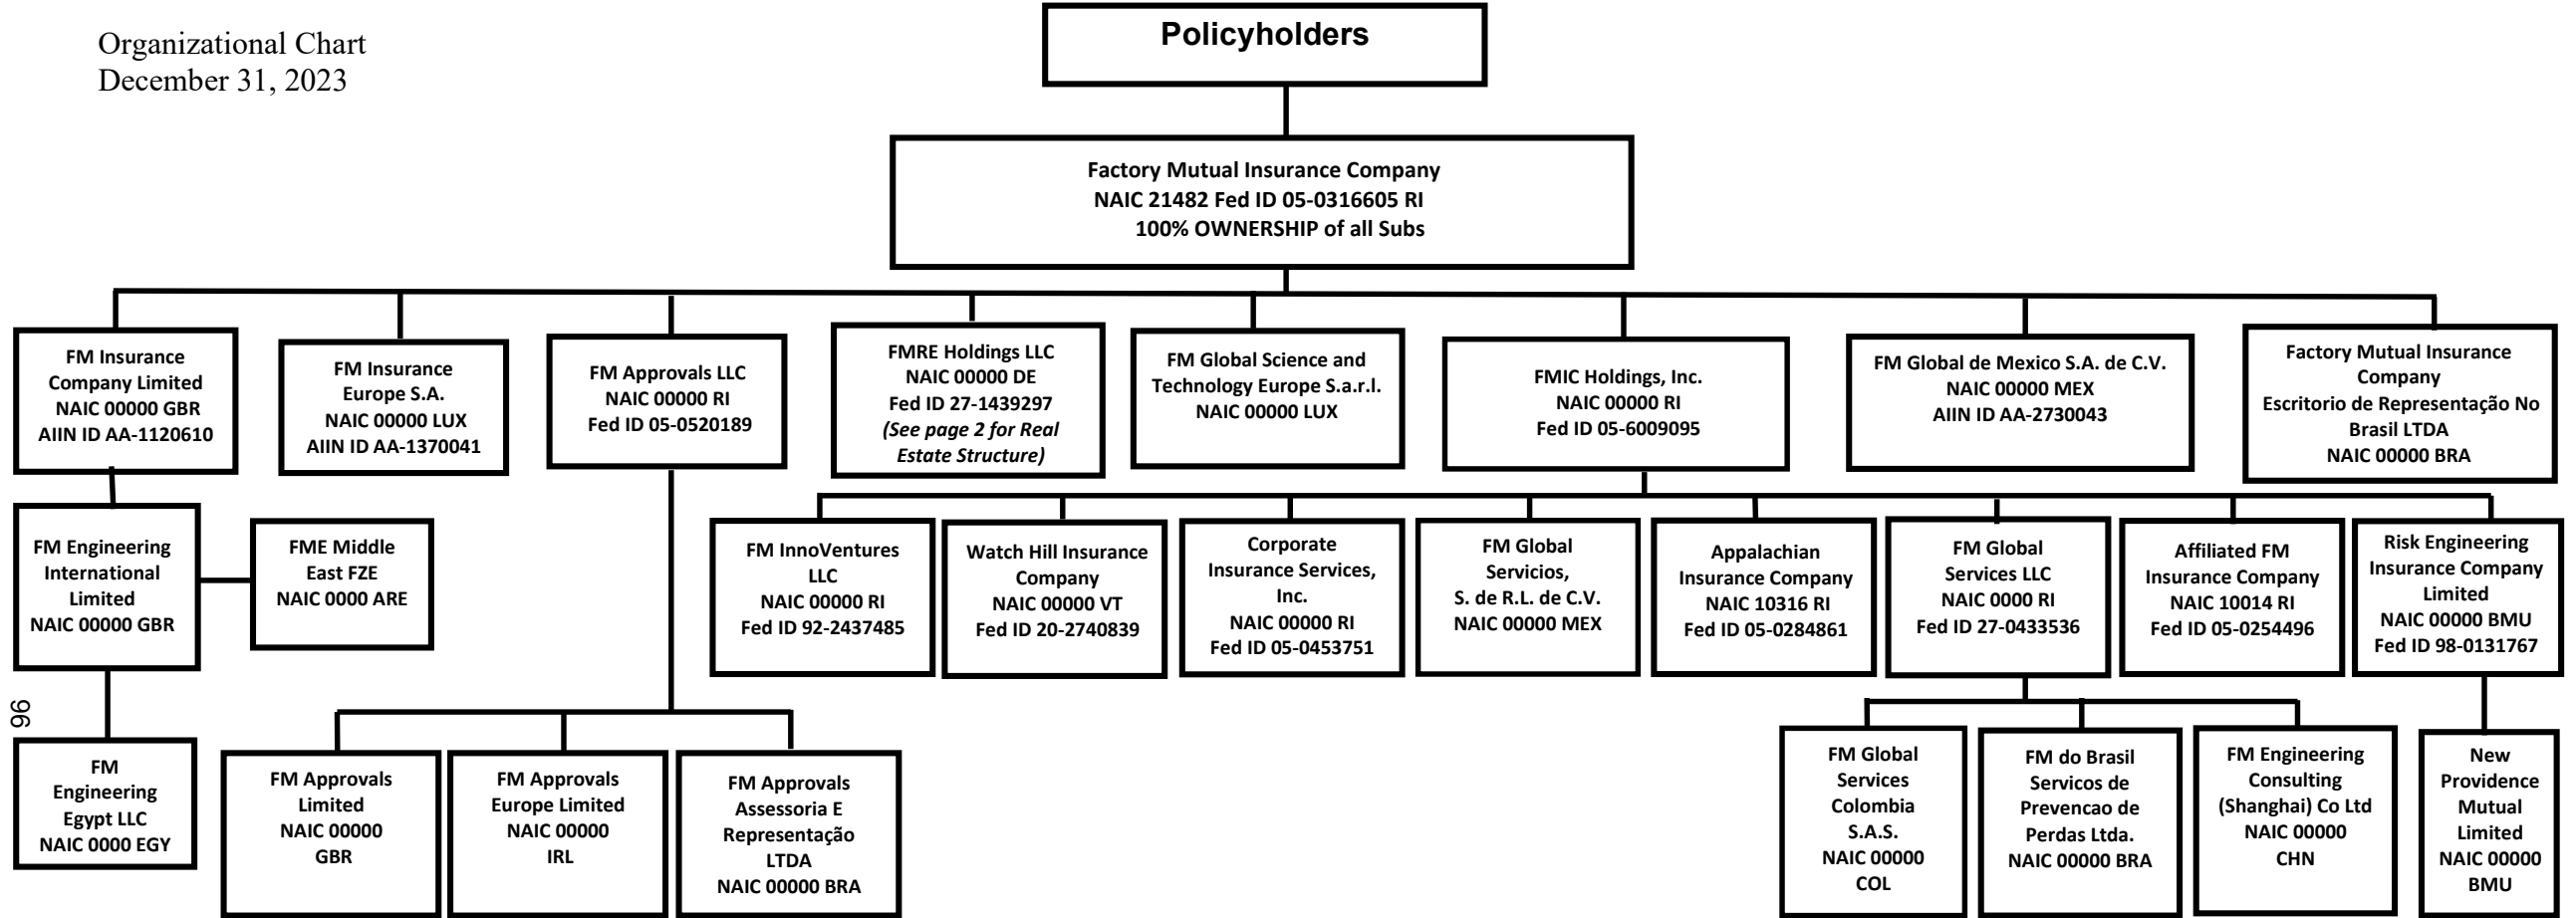 Organizational Chart
December 31, 2023
Policyholders
Factory Mutual Insurance Company
NAIC 21482 Fed ID 05-0316605 RI
100% OWNERSHIP of all Subs
FM Insurance
Company Limited
NAIC 00000 GBR
AIIN ID AA-1120610
FM Insurance
Europe S.A.
NAIC 00000 LUX
AIIN ID AA-1370041
FM Approvals LLC
NAIC 00000 RI
Fed ID 05-0520189
FMRE Holdings LLC
NAIC 00000 DE
Fed ID 27-1439297
(See page 2 for Real
Estate Structure)
FM Global Science and
Technology Europe S.a.r.l.
NAIC 00000 LUX
FMIC Holdings, Inc.
NAIC 00000 RI
Fed ID 05-6009095
FM Global de Mexico S.A. de C.V.
NAIC 00000 MEX
AIIN ID AA-2730043
Factory Mutual Insurance
Company
Escritorio de Representação No
Brasil LTDA
NAIC 00000 BRA
FM Engineering
International
Limited
NAIC 00000 GBR
FME Middle
East FZE
NAIC 0000 ARE
FM InnoVentures
LLC
NAIC 00000 RI
Fed ID 92-2437485
Watch Hill Insurance
Company
NAIC 00000 VT
Fed ID 20-2740839
Corporate
Insurance Services,
Inc.
NAIC 00000 RI
Fed ID 05-0453751
FM Global
Servicios,
S. de R.L. de C.V.
NAIC 00000 MEX
Appalachian
Insurance Company
NAIC 10316 RI
Fed ID 05-0284861
FM Global
Services LLC
NAIC 0000 RI
Fed ID 27-0433536
Affiliated FM
Insurance Company
NAIC 10014 RI
Fed ID 05-0254496
Risk Engineering
Insurance Company
Limited
NAIC 00000 BMU
Fed ID 98-0131767
96
FM
Engineering
Egypt LLC
NAIC 0000 EGY
FM Approvals
Limited
NAIC 00000
GBR
FM Approvals
Europe Limited
NAIC 00000
IRL
FM Approvals
Assessoria E
Representação
LTDA
NAIC 00000 BRA
FM Global
Services
Colombia
S.A.S.
NAIC 00000
COL
FM do Brasil
Servicos de
Prevencao de
Perdas Ltda.
NAIC 00000 BRA
FM Engineering
Consulting
(Shanghai) Co Ltd
NAIC 00000
CHN
New
Providence
Mutual
Limited
NAIC 00000
BMU